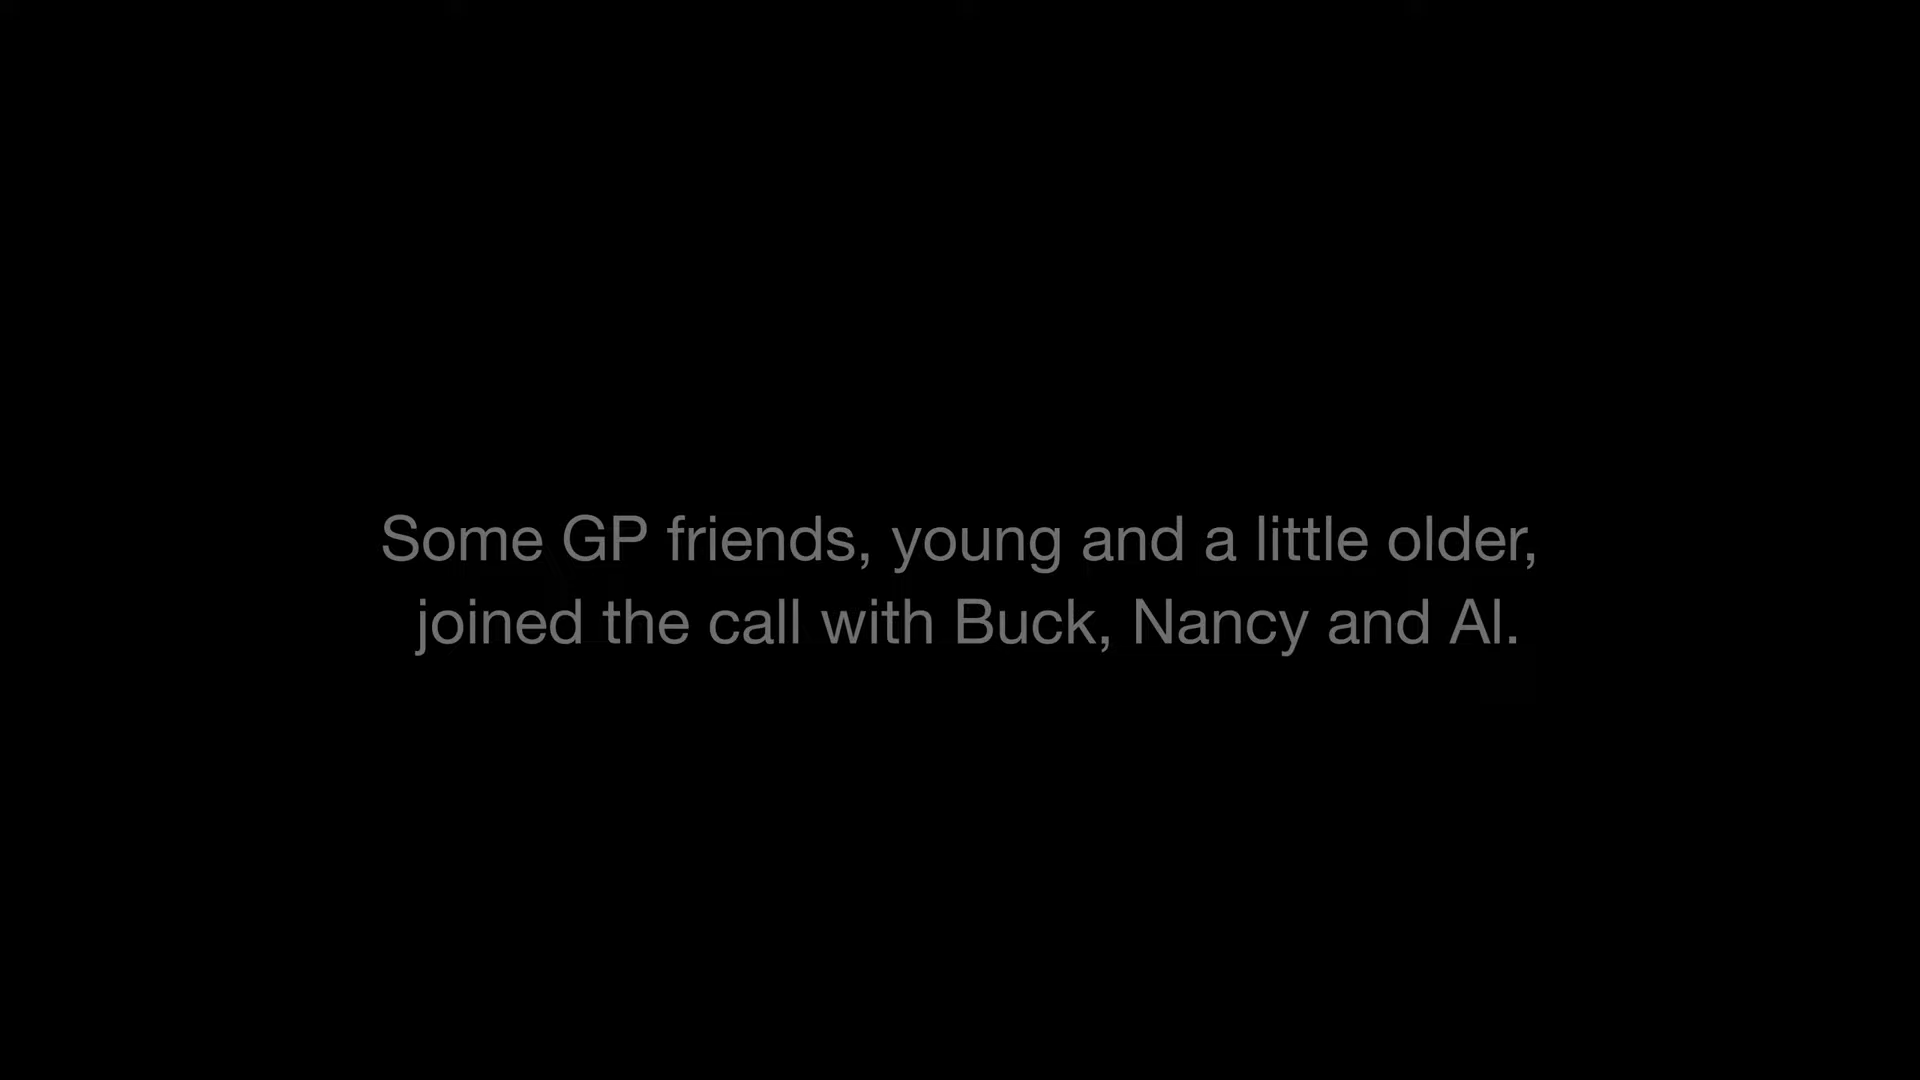 Some GP friends, young and a little older,
joined the call with Buck, Nancy and Al.